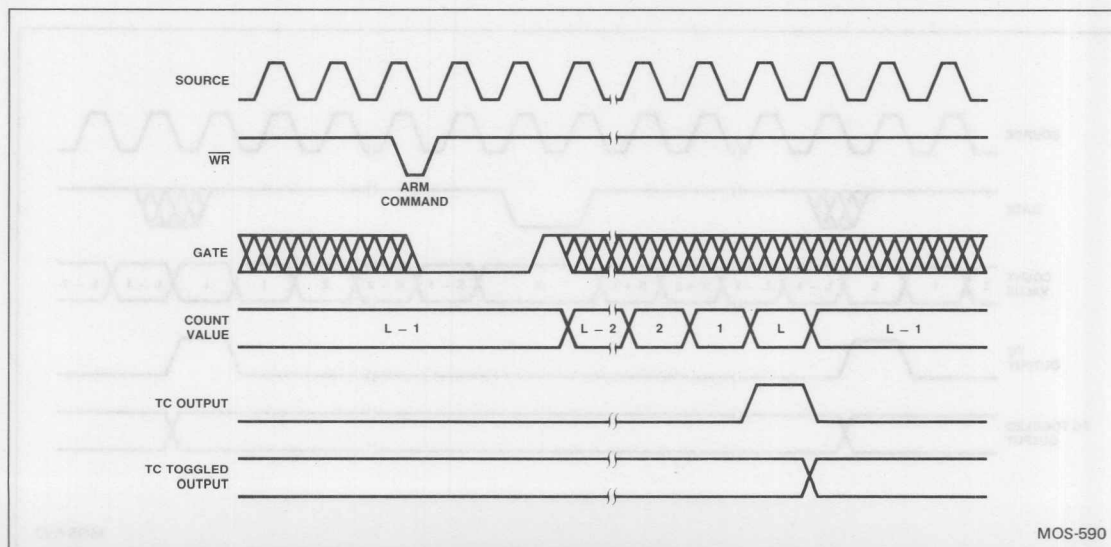 SOURCE
WR
ARM
COMMAND
GATE
COUNT
VALUE
L – 1
L – 2
2
1
L
L – 1
TC OUTPUT
TC TOGGLED
OUTPUT
MOS-590